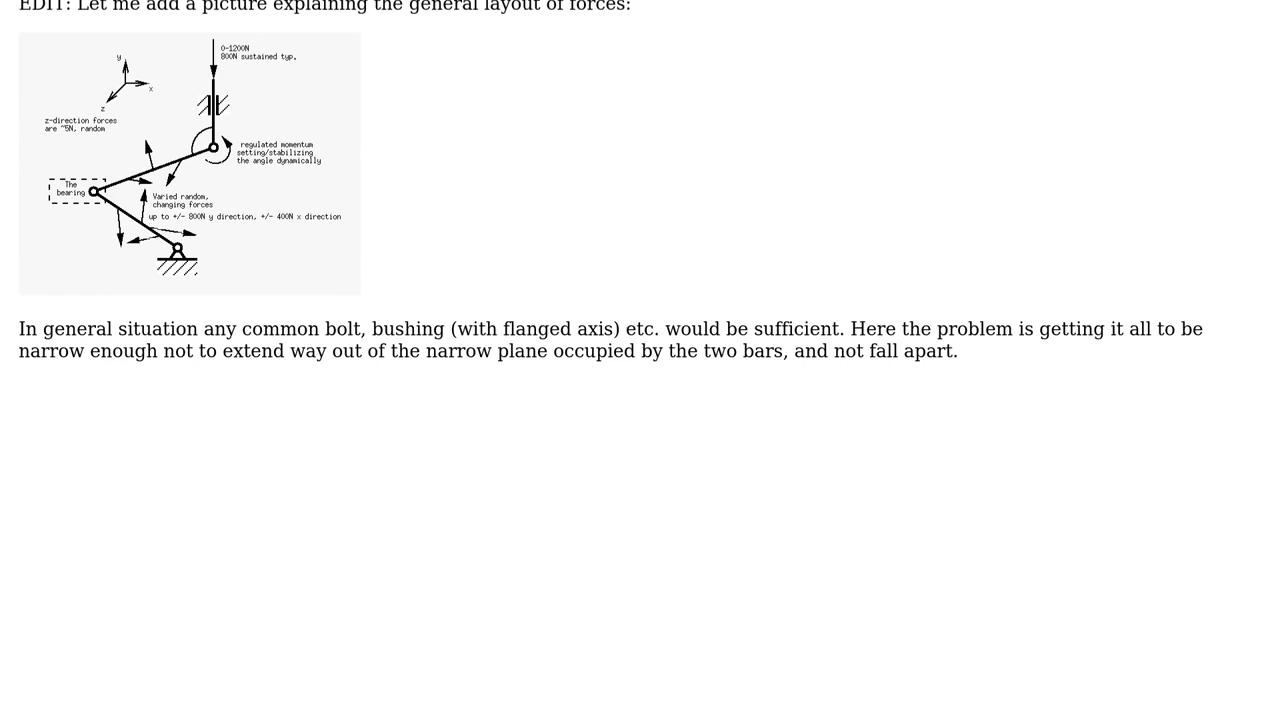 EDIT: Let me add a picture explaining the general layout of forces:
0-1200N
800N sustained typ.
y
x
z
z-direction forces
are ~5N, random
regulated momentum
setting/stabilizing
the angle dynamically
The
bearing
Varied random,
changing forces
up to +/- 800N y direction, +/- 400N x direction
In general situation any common bolt, bushing (with flanged axis) etc. would be sufficient. Here the problem is getting it all to be
narrow enough not to extend way out of the narrow plane occupied by the two bars, and not fall apart.